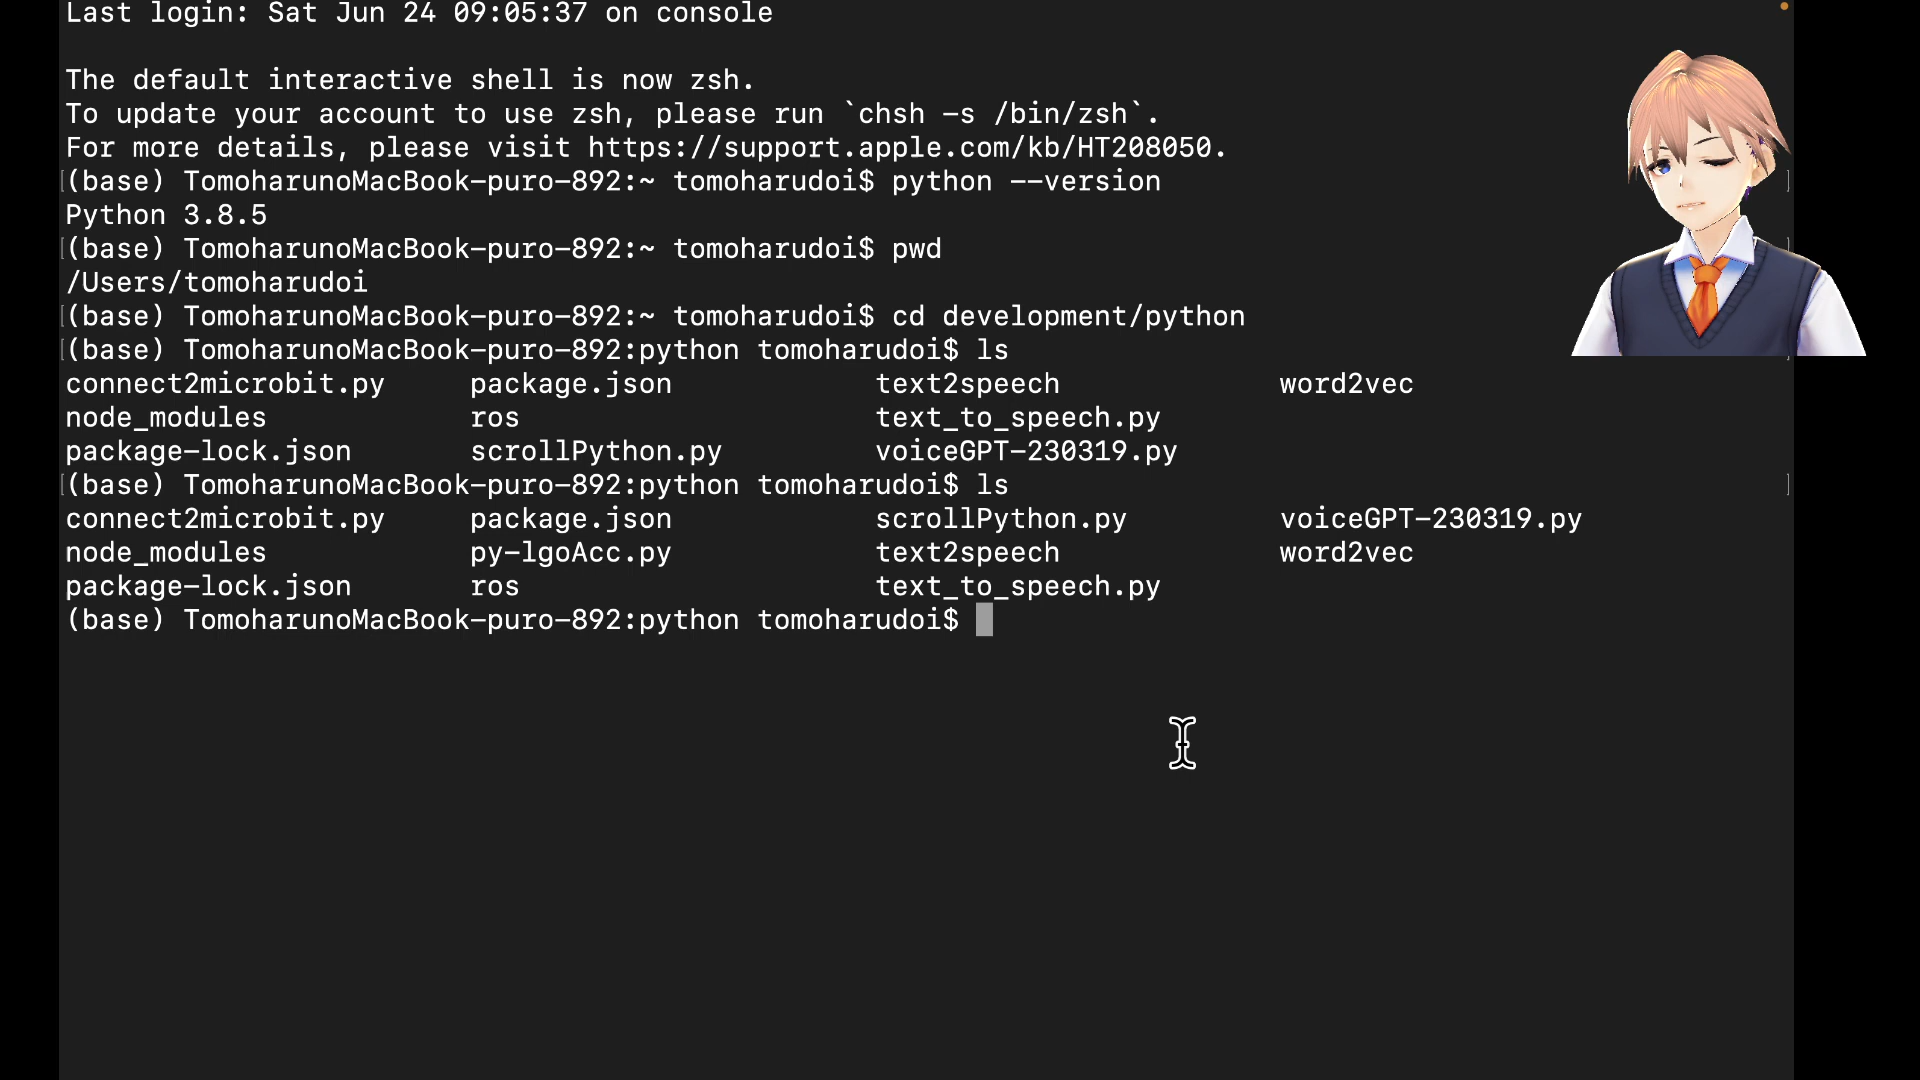 Last login: Sat Jun 24 09:05:37 on console
The default interactive shell is now zsh.
To update your account to use zsh, please run `chsh -s /bin/zsh`.
For more details, please visit https://support.apple.com/kb/HT208050.
[(base) TomoharunoMacBook-puro-892:~ tomoharudoi$ python --version ]
Python 3.8.5
[(base) TomoharunoMacBook-puro-892:~ tomoharudoi$ pwd ]
/Users/tomoharudoi
[(base) TomoharunoMacBook-puro-892:~ tomoharudoi$ cd development/python
[(base) TomoharunoMacBook-puro-892:python tomoharudoi$ ls ]
connect2microbit.py package.json text2speech word2vec
node_modules ros text_to_speech.py
package-lock.json scrollPython.py voiceGPT-230319.py
[(base) TomoharunoMacBook-puro-892:python tomoharudoi$ ls ]
connect2microbit.py package.json scrollPython.py voiceGPT-230319.py
node_modules py-lgoAcc.py text2speech word2vec
package-lock.json ros text_to_speech.py
(base) TomoharunoMacBook-puro-892:python tomoharudoi$